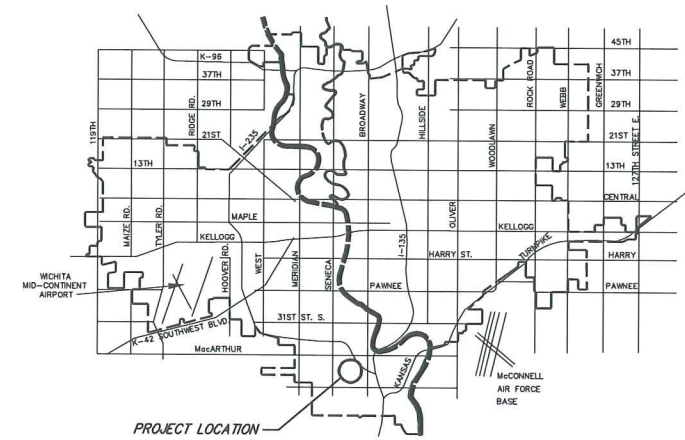 45TH
K-96
37TH
RIDGE RD.
ROCK ROAD
WEBB
GREENWICH
37TH
29TH
29TH
119TH
I-235
BROADWAY
HILLSIDE
WOODLAWN
127TH STREET E.
21ST
21ST
13TH
13TH
CENTRAL
MAIZE RD.
TYLER RD.
MAPLE
OLIVER
KELLOGG
KELLOGG
HOOVER RD.
WEST
MERIDIAN
SENECA
I-135
HARRY ST.
TURNPIKE
HARRY
WICHITA
MID-CONTINENT
AIRPORT
PAWNEE
PAWNEE
K-42 SOUTHWEST BLVD.
31ST ST. S.
MacARTHUR
KANSAS
McCONNELL
AIR FORCE
BASE
PROJECT LOCATION